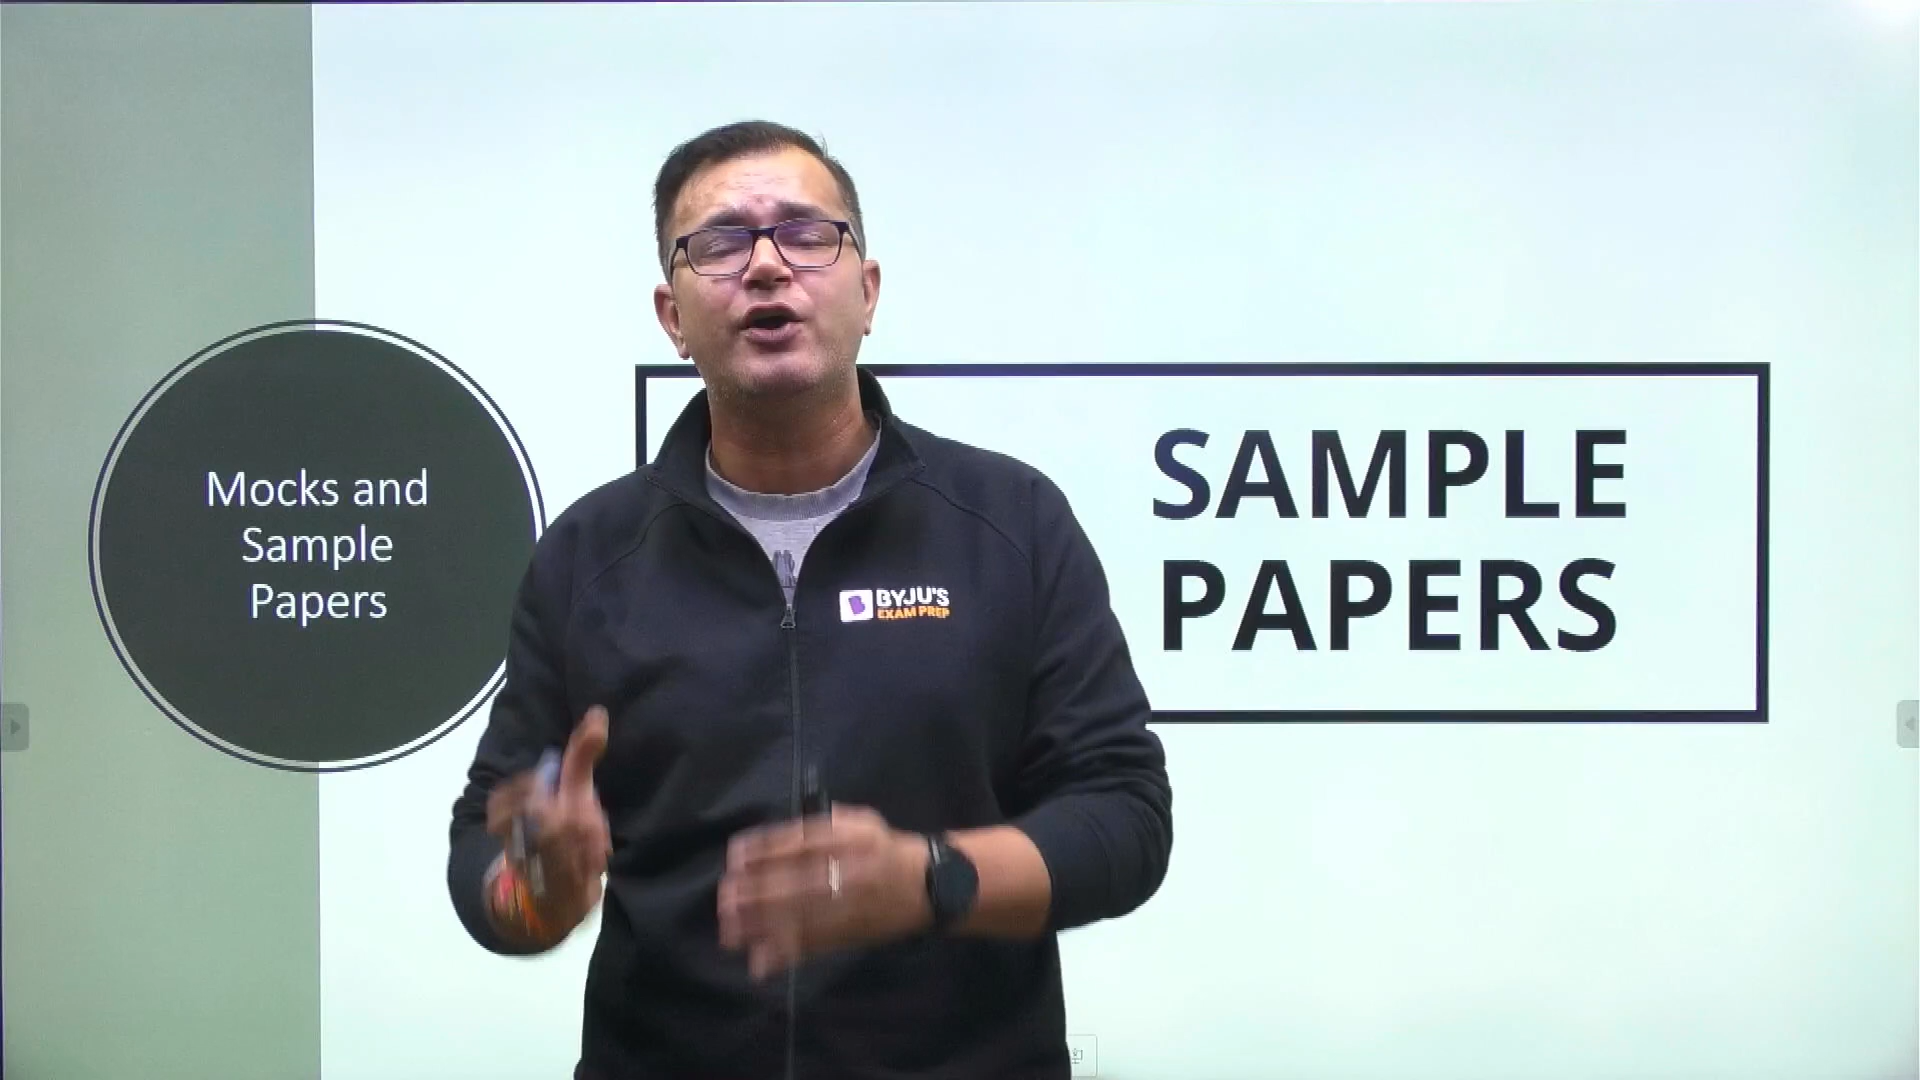 Mocks and
Sample
Papers
SAMPLE
PAPERS
BYJU'S
EXAM PREP